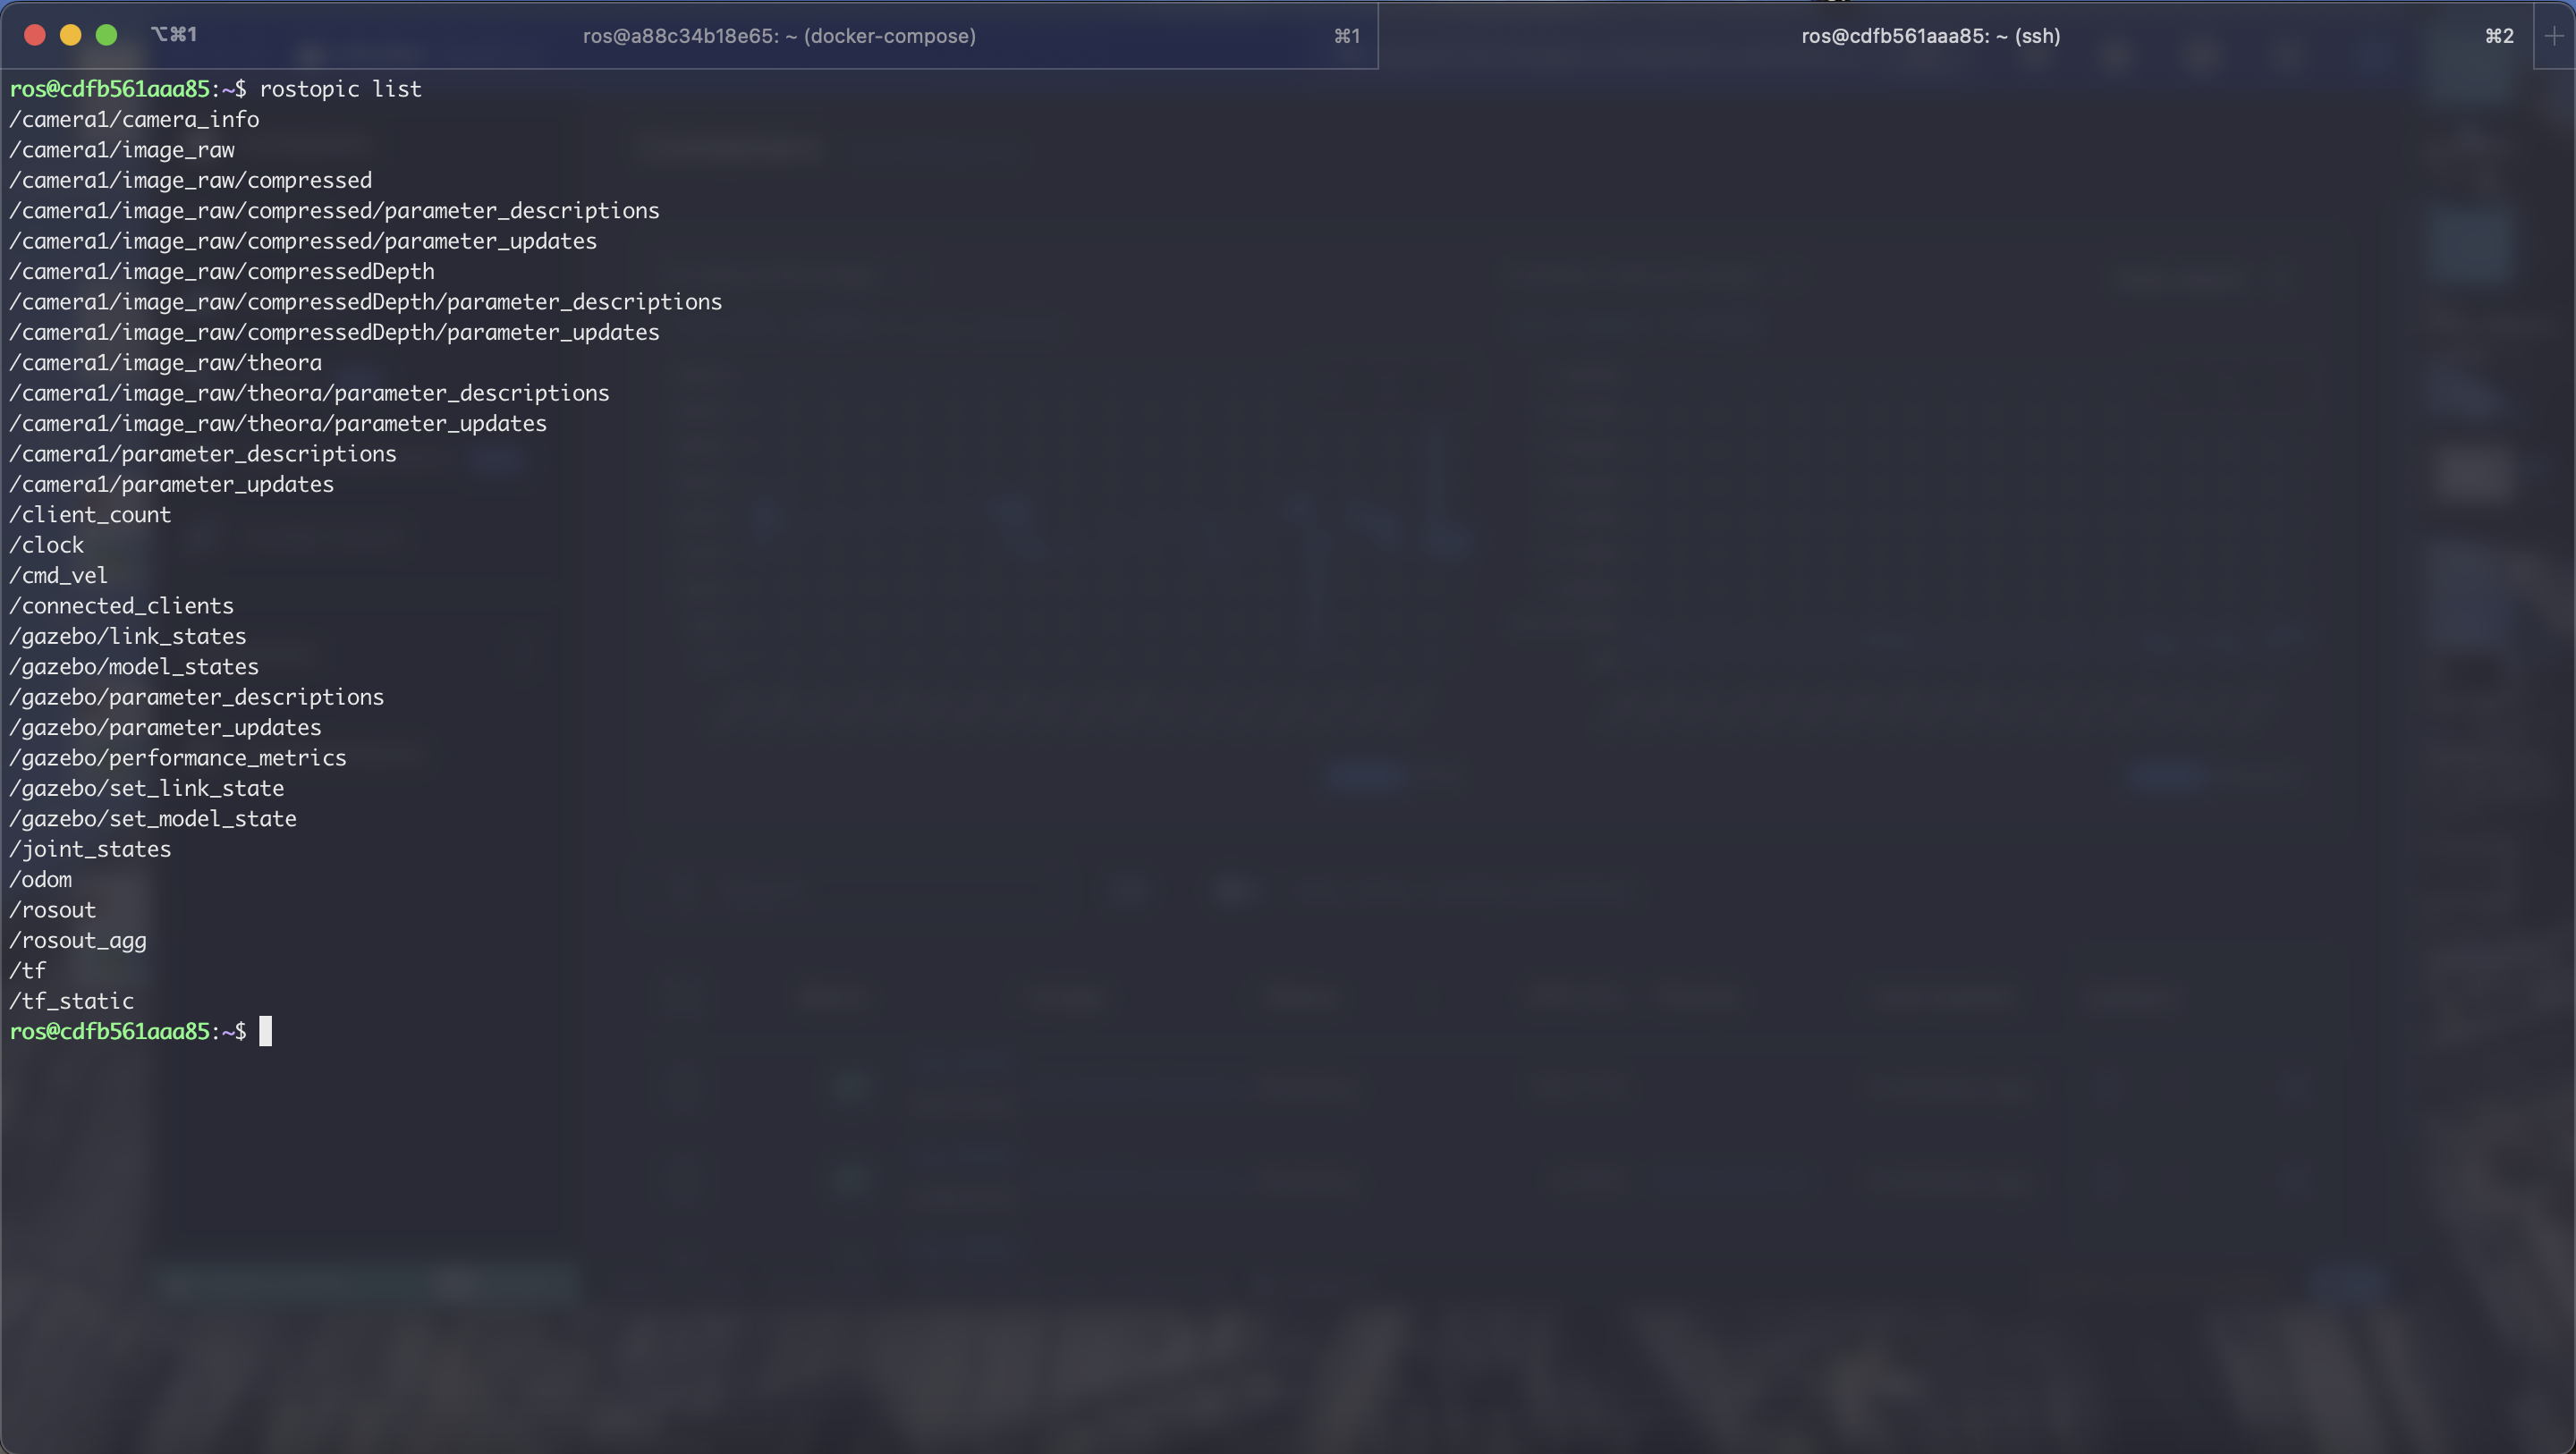 ⌥⌘1
ros@a88c34b18e65: ~ (docker-compose) ⌘1
ros@cdfb561aaa85: ~ (ssh) ⌘2
ros@cdfb561aaa85:~$ rostopic list
/camera1/camera_info
/camera1/image_raw
/camera1/image_raw/compressed
/camera1/image_raw/compressed/parameter_descriptions
/camera1/image_raw/compressed/parameter_updates
/camera1/image_raw/compressedDepth
/camera1/image_raw/compressedDepth/parameter_descriptions
/camera1/image_raw/compressedDepth/parameter_updates
/camera1/image_raw/theora
/camera1/image_raw/theora/parameter_descriptions
/camera1/image_raw/theora/parameter_updates
/camera1/parameter_descriptions
/camera1/parameter_updates
/client_count
/clock
/cmd_vel
/connected_clients
/gazebo/link_states
/gazebo/model_states
/gazebo/parameter_descriptions
/gazebo/parameter_updates
/gazebo/performance_metrics
/gazebo/set_link_state
/gazebo/set_model_state
/joint_states
/odom
/rosout
/rosout_agg
/tf
/tf_static
ros@cdfb561aaa85:~$